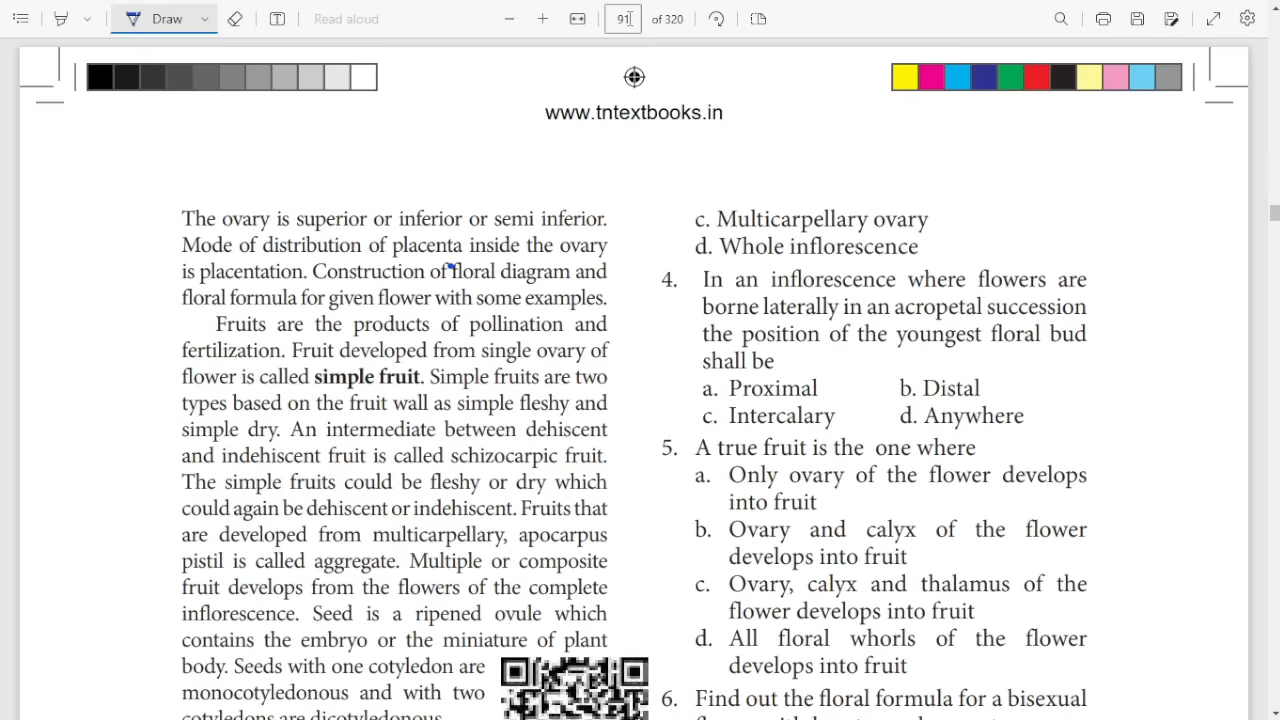 Draw
Read aloud
91
of 320
www.tntextbooks.in
The ovary is superior or inferior or semi inferior.
Mode of distribution of placenta inside the ovary
is placentation. Construction of floral diagram and
floral formula for given flower with some examples.
Fruits are the products of pollination and
fertilization. Fruit developed from single ovary of
flower is called simple fruit. Simple fruits are two
types based on the fruit wall as simple fleshy and
simple dry. An intermediate between dehiscent
and indehiscent fruit is called schizocarpic fruit.
The simple fruits could be fleshy or dry which
could again be dehiscent or indehiscent. Fruits that
are developed from multicarpellary, apocarpus
pistil is called aggregate. Multiple or composite
fruit develops from the flowers of the complete
inflorescence. Seed is a ripened ovule which
contains the embryo or the miniature of plant
body. Seeds with one cotyledon are
monocotyledonous and with two
cotyledons are dicotyledonous.
c. Multicarpellary ovary
d. Whole inflorescence
4. In an inflorescence where flowers are
borne laterally in an acropetal succession
the position of the youngest floral bud
shall be
a. Proximal b. Distal
c. Intercalary d. Anywhere
5. A true fruit is the one where
a. Only ovary of the flower develops
into fruit
b. Ovary and calyx of the flower
develops into fruit
c. Ovary, calyx and thalamus of the
flower develops into fruit
d. All floral whorls of the flower
develops into fruit
6. Find out the floral formula for a bisexual